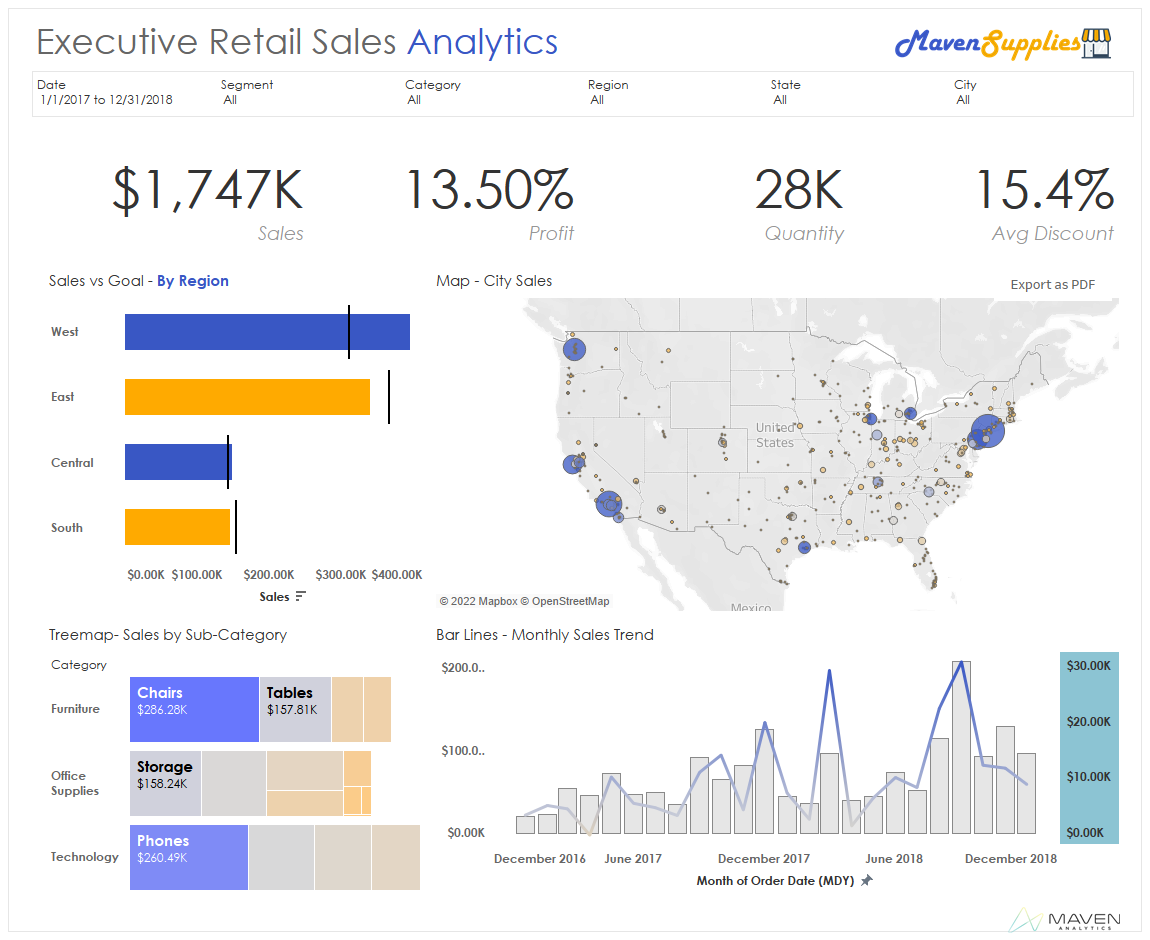 Executive Retail Sales Analytics
MavenSupplies
Date
1/1/2017 to 12/31/2018
Segment
All
Category
All
Region
All
State
All
City
All
$1,747K
Sales
13.50%
Profit
28K
Quantity
15.4%
Avg Discount
Sales vs Goal - By Region
West
East
Central
South
$0.00K $100.00K $200.00K $300.00K $400.00K
Sales
Map - City Sales
Export as PDF
United
States
Mexico
© 2022 Mapbox © OpenStreetMap
Treemap- Sales by Sub-Category
Category
Furniture
Chairs
$286.28K
Tables
$157.81K
Office
Supplies
Storage
$158.24K
Technology
Phones
$260.49K
Bar Lines - Monthly Sales Trend
$200.0..
$100.0..
$0.00K
$30.00K
$20.00K
$10.00K
$0.00K
December 2016 June 2017 December 2017 June 2018 December 2018
Month of Order Date (MDY)
MAVEN
ANALYTICS